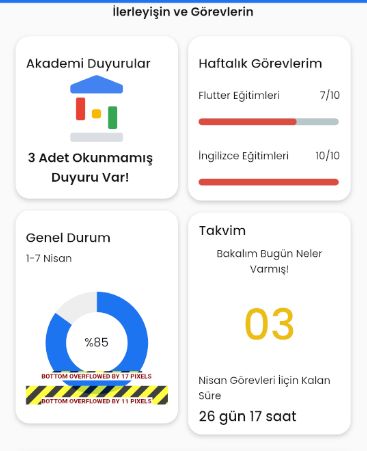 İlerleyişin ve Görevlerin
Akademi Duyurular
3 Adet Okunmamış
Duyuru Var!
Haftalık Görevlerim
Flutter Eğitimleri 7/10
İngilizce Eğitimleri 10/10
Genel Durum
1-7 Nisan
%85
BOTTOM OVERFLOWED BY 17 PIXELS
BOTTOM OVERFLOWED BY 11 PIXELS
Takvim
Bakalım Bugün Neler
Varmış!
03
Nisan Görevleri İiçin Kalan
Süre
26 gün 17 saat